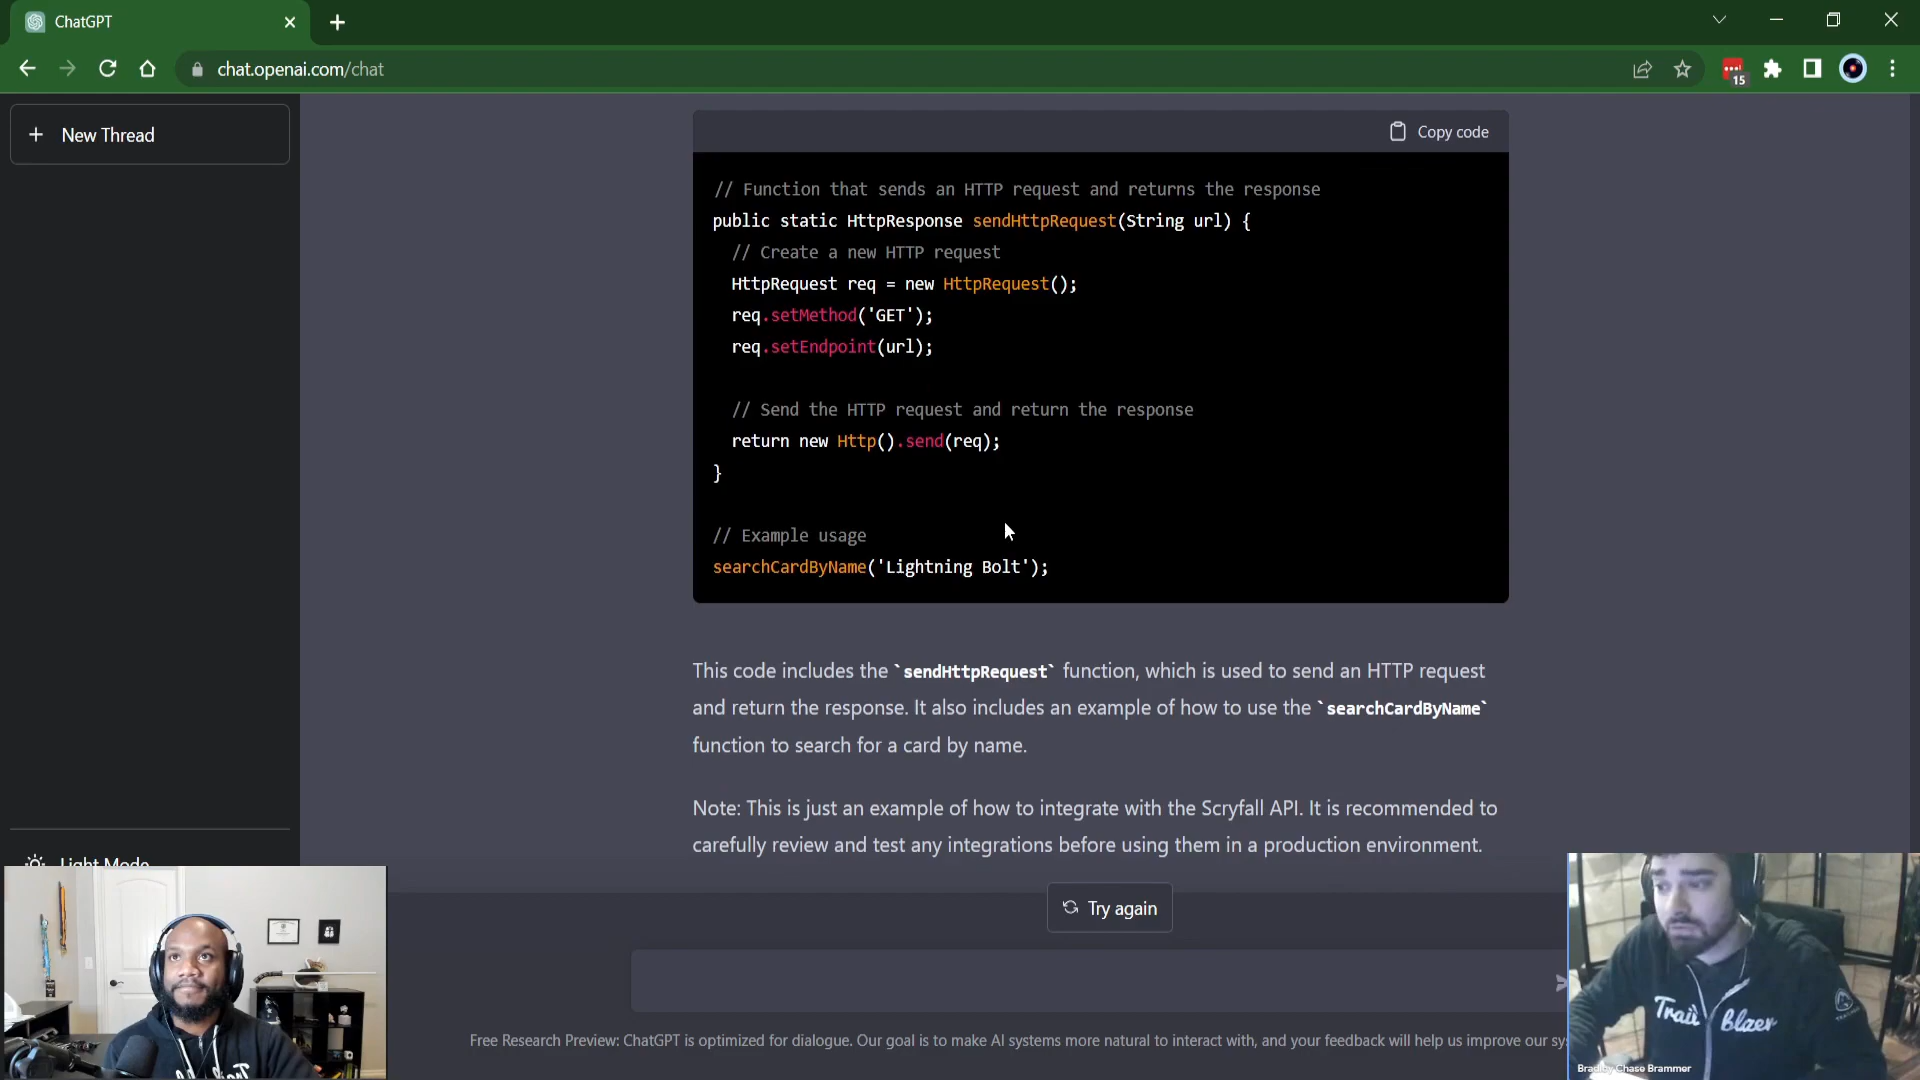 ChatGPT
chat.openai.com/chat
15
New Thread
Copy code
// Function that sends an HTTP request and returns the response
public static HttpResponse sendHttpRequest(String url) {
// Create a new HTTP request
HttpRequest req = new HttpRequest();
req.setMethod('GET');
req.setEndpoint(url);
// Send the HTTP request and return the response
return new Http().send(req);
}
// Example usage
searchCardByName('Lightning Bolt');
This code includes the `sendHttpRequest` function, which is used to send an HTTP request
and return the response. It also includes an example of how to use the `searchCardByName`
function to search for a card by name.
Note: This is just an example of how to integrate with the Scryfall API. It is recommended to
carefully review and test any integrations before using them in a production environment.
Light Mode
Try again
Free Research Preview: ChatGPT is optimized for dialogue. Our goal is to make AI systems more natural to interact with, and your feedback will help us improve our sy
Trail Blazer
Bradley Chase Brammer